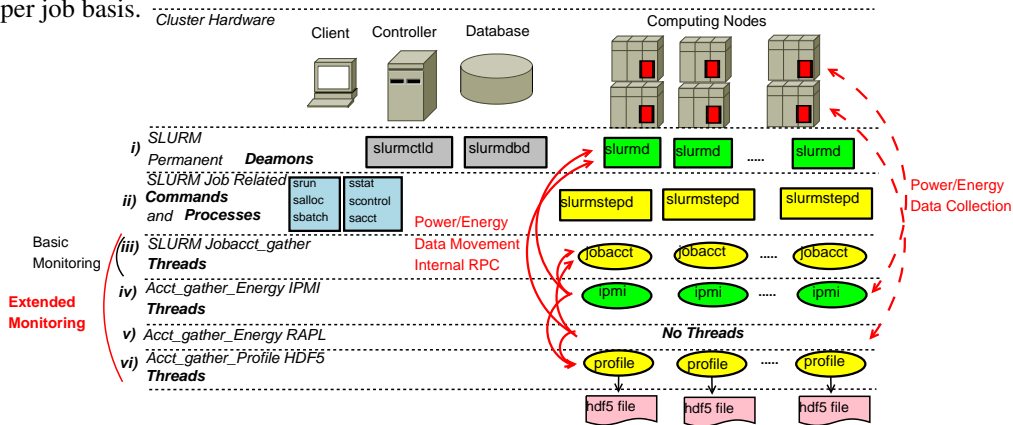 per job basis.
Cluster Hardware
Client
Controller
Database
Computing Nodes
i) SLURM
Permanent Deamons
slurmctld
slurmdbd
slurmd
slurmd
.....
slurmd
SLURM Job Related
ii) Commands
and Processes
srun
salloc
sbatch
sstat
scontrol
sacct
slurmstepd
slurmstepd
slurmstepd
Power/Energy
Data Movement
Internal RPC
Power/Energy
Data Collection
Basic
Monitoring
Extended
Monitoring
iii) SLURM Jobacct_gather
Threads
jobacct
jobacct
.....
jobacct
iv) Acct_gather_Energy IPMI
Threads
ipmi
ipmi
.....
ipmi
v) Acct_gather_Energy RAPL
No Threads
vi) Acct_gather_Profile HDF5
Threads
profile
profile
.....
profile
hdf5 file
hdf5 file
hdf5 file